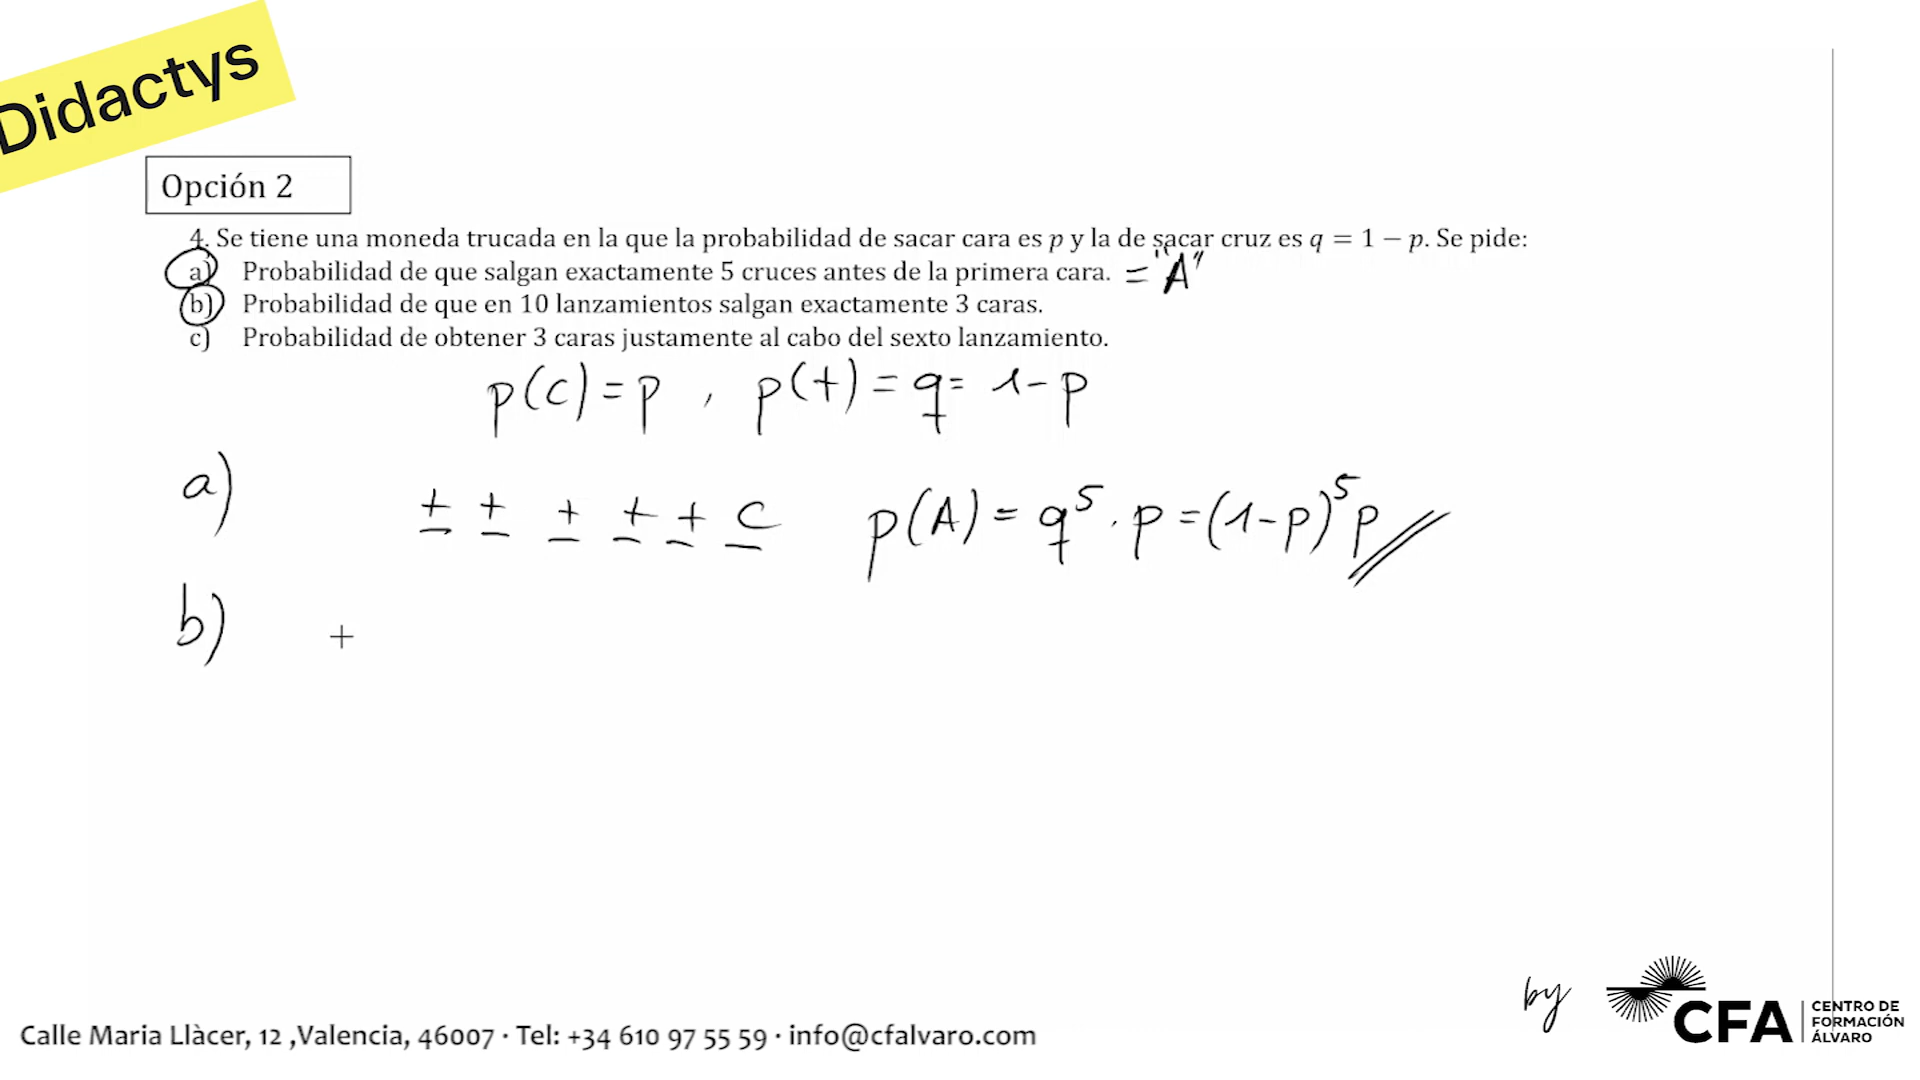 Didactys
Opción 2
4. Se tiene una moneda trucada en la que la probabilidad de sacar cara es p y la de sacar cruz es q = 1 − p. Se pide:
a) Probabilidad de que salgan exactamente 5 cruces antes de la primera cara. = "A"
b) Probabilidad de que en 10 lanzamientos salgan exactamente 3 caras.
c) Probabilidad de obtener 3 caras justamente al cabo del sexto lanzamiento.
p(c) = p , p(+) = q = 1 - p
a) + + + + + c p(A) = q⁵ · p = (1-p)⁵ p
b) +
by
CFA
CENTRO DE
FORMACIÓN
ÁLVARO
Calle Maria Llàcer, 12 ,Valencia, 46007 · Tel: +34 610 97 55 59 · info@cfalvaro.com